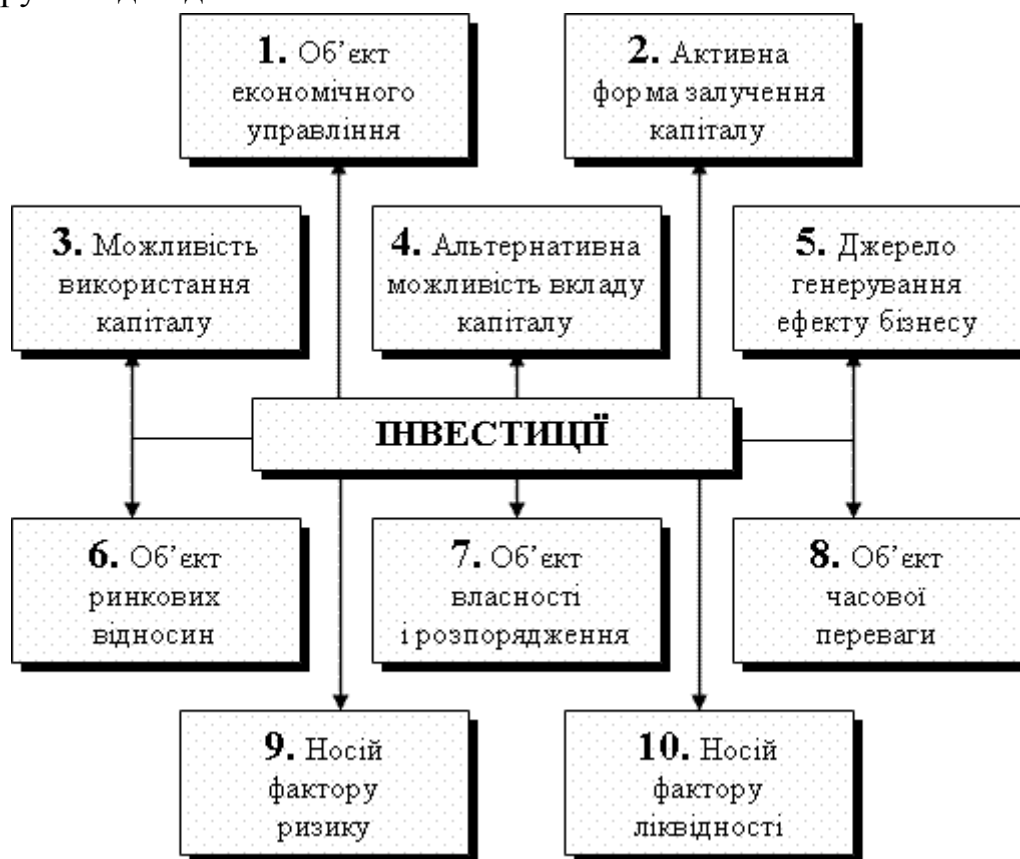 1. Об’єкт
економічного
управління
2. Активна
форма залучення
капіталу
3. Можливість
використання
капіталу
4. Альтернативна
можливість вкладу
капіталу
5. Джерело
генерування
ефекту бізнесу
ІНВЕСТИЦІЇ
6. Об’єкт
ринкових
відносин
7. Об’єкт
власності
і розпорядження
8. Об’єкт
часової
переваги
9. Носій
фактору
ризику
10. Носій
фактору
ліквідності